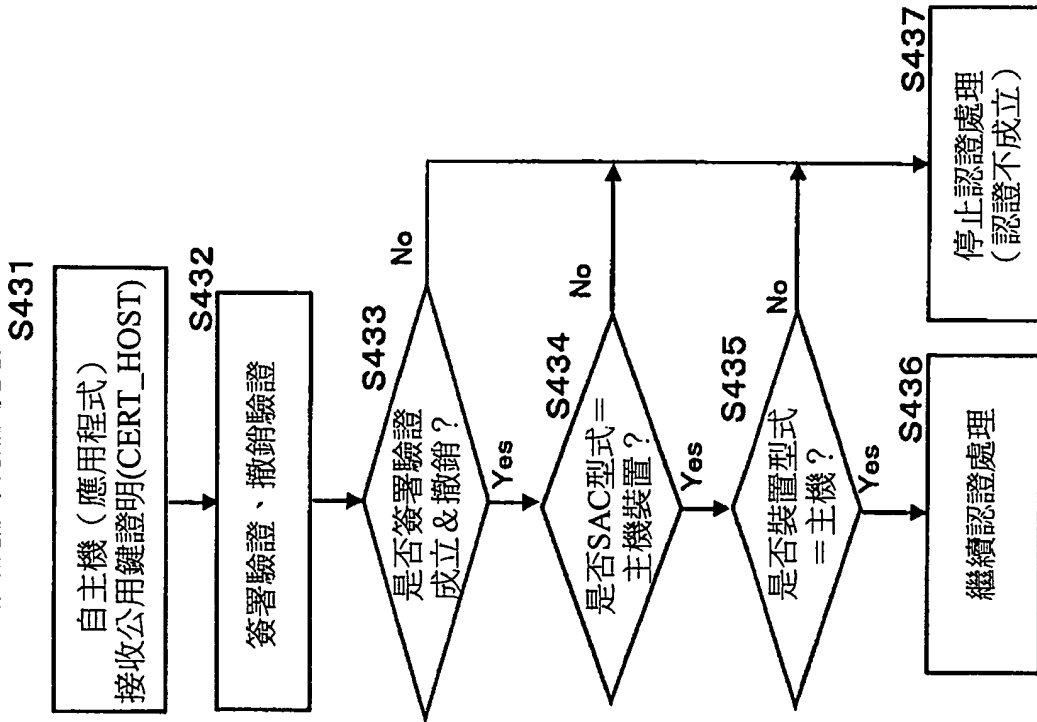 S431
自主機（應用程式）
接收公用鍵證明(CERT_HOST)
S432
簽署驗證、撤銷驗證
S433
是否簽署驗證
成立＆撤銷？
No
Yes
S434
是否SAC型式＝
主機裝置？
No
Yes
S435
是否裝置型式
＝主機？
No
Yes
S436
繼續認證處理
S437
停止認證處理
（認證不成立）